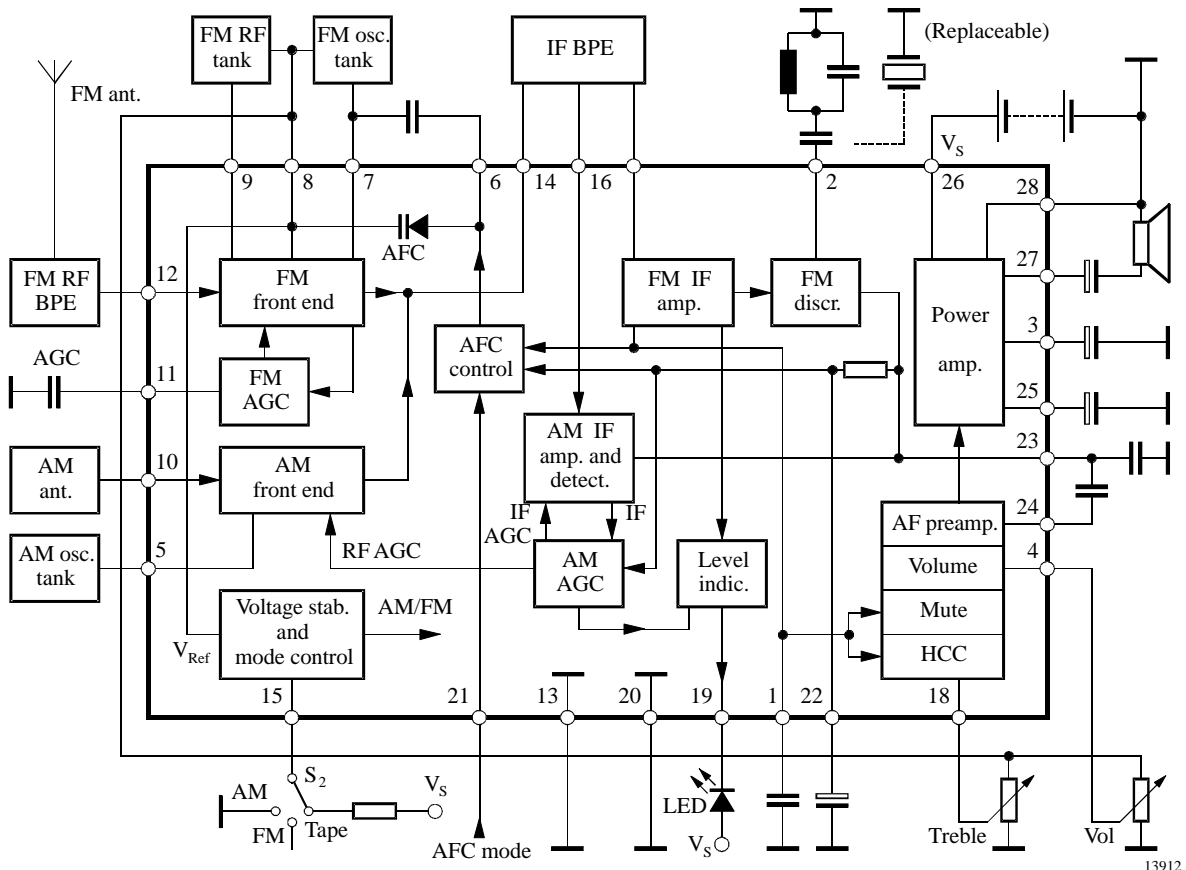 FM RF
tank
FM osc.
tank
IF BPE
(Replaceable)
FM ant.
V_S
9
8
7
6
14
16
2
26
28
AFC
FM RF
BPE
12
FM
front end
FM IF
amp.
FM
discr.
27
Power
amp.
3
AFC
control
AGC
11
FM
AGC
25
AM
ant.
10
AM
front end
AM IF
amp. and
detect.
23
IF
AGC
IF
AF preamp.
24
AM osc.
tank
5
RF AGC
AM
AGC
Level
indic.
Volume
4
Voltage stab.
and
mode control
AM/FM
Mute
V_Ref
HCC
15
21
13
20
19
1
22
18
S_2
V_S
AM
FM
Tape
LED
V_S
AFC mode
Treble
Vol
13912